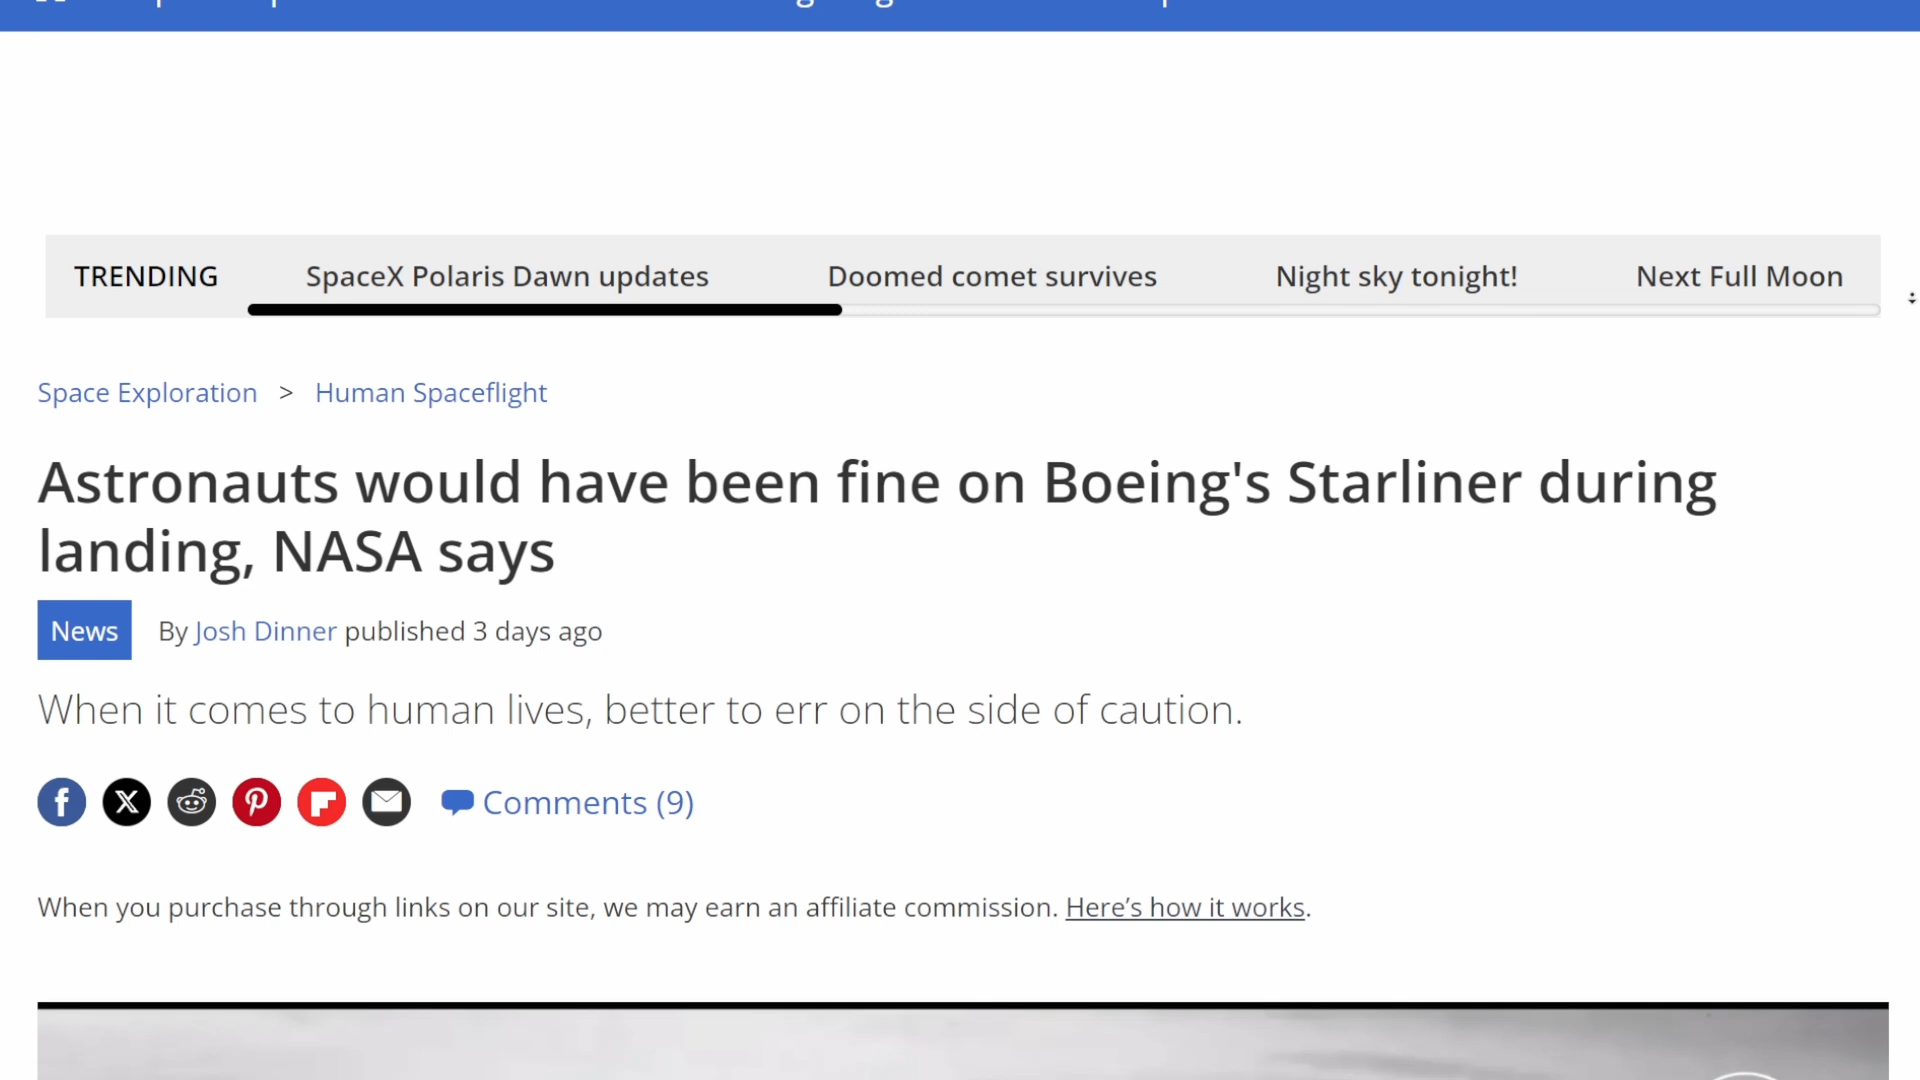 TRENDING SpaceX Polaris Dawn updates Doomed comet survives Night sky tonight! Next Full Moon
Space Exploration > Human Spaceflight
Astronauts would have been fine on Boeing's Starliner during
landing, NASA says
News By Josh Dinner published 3 days ago
When it comes to human lives, better to err on the side of caution.
Comments (9)
When you purchase through links on our site, we may earn an affiliate commission. Here’s how it works.